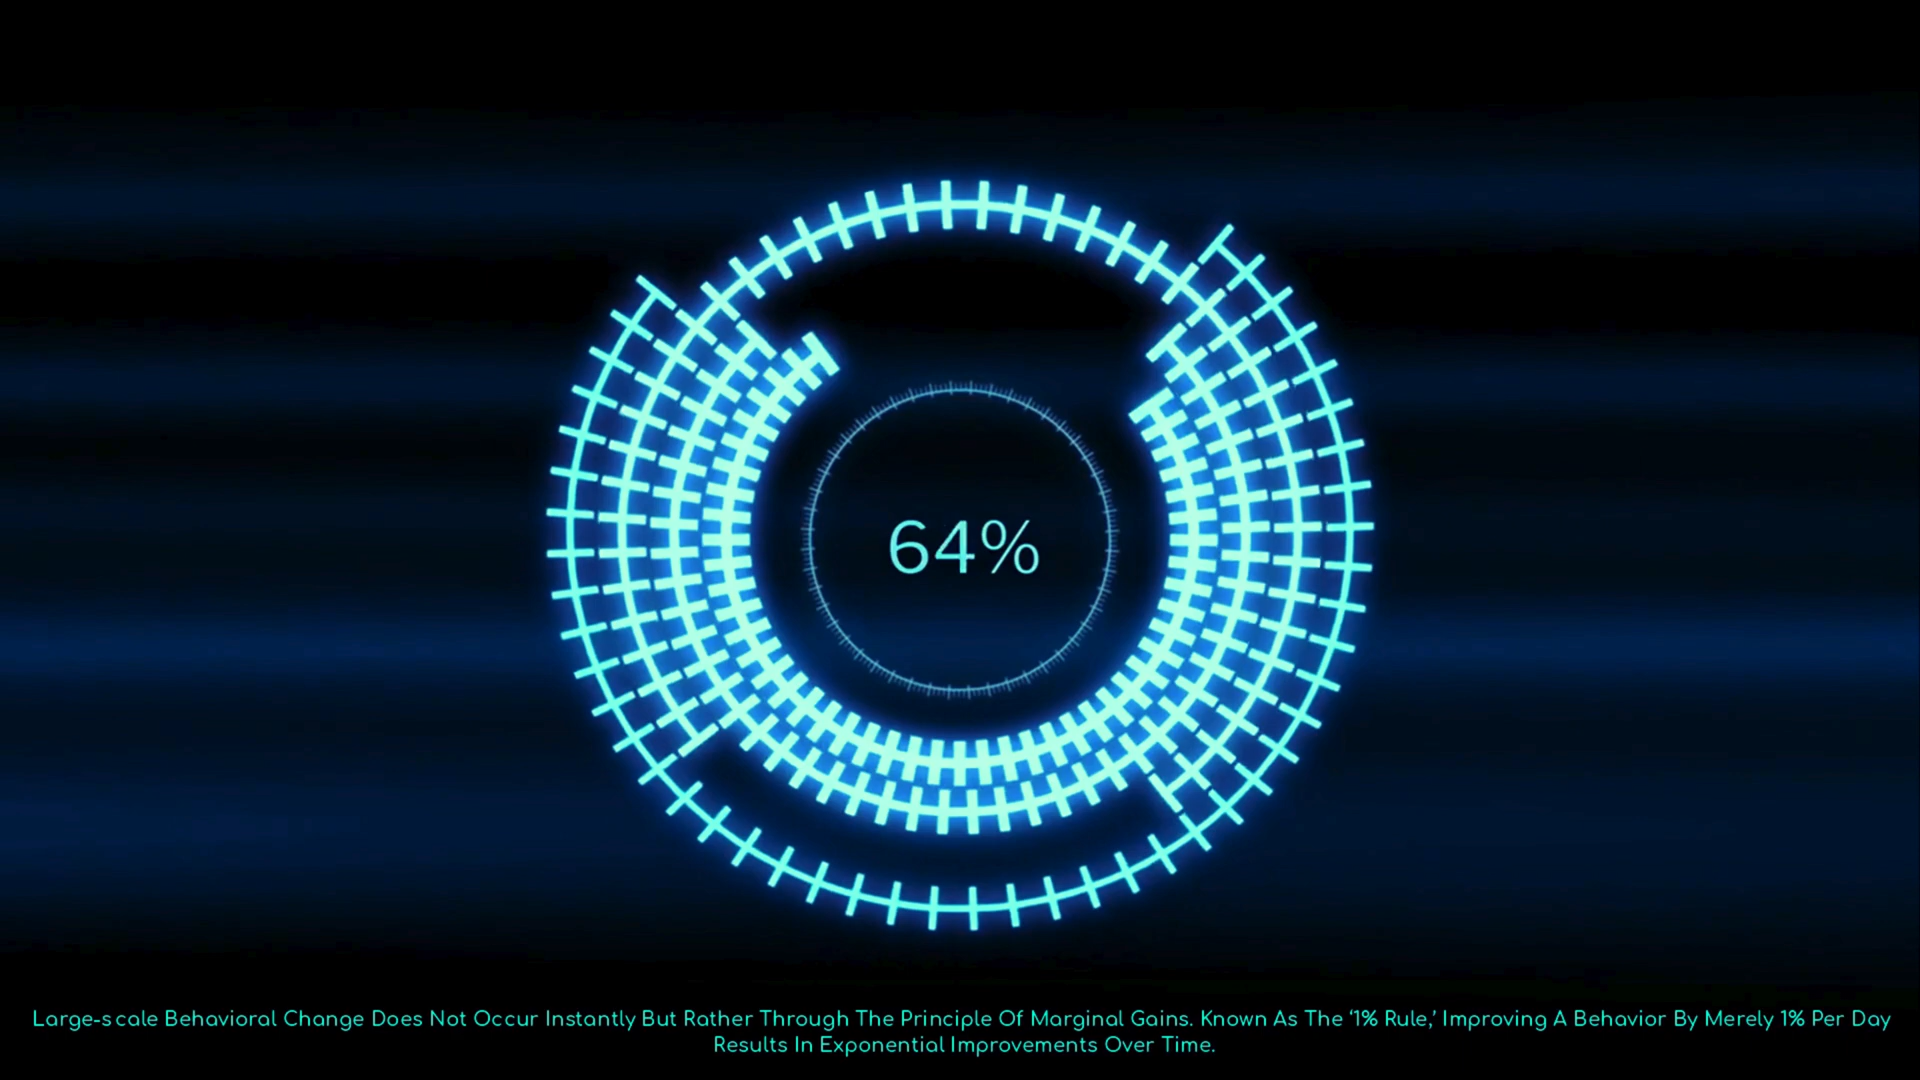 64%
Large-scale Behavioral Change Does Not Occur Instantly But Rather Through The Principle Of Marginal Gains. Known As The ‘1% Rule,’ Improving A Behavior By Merely 1% Per Day
Results In Exponential Improvements Over Time.